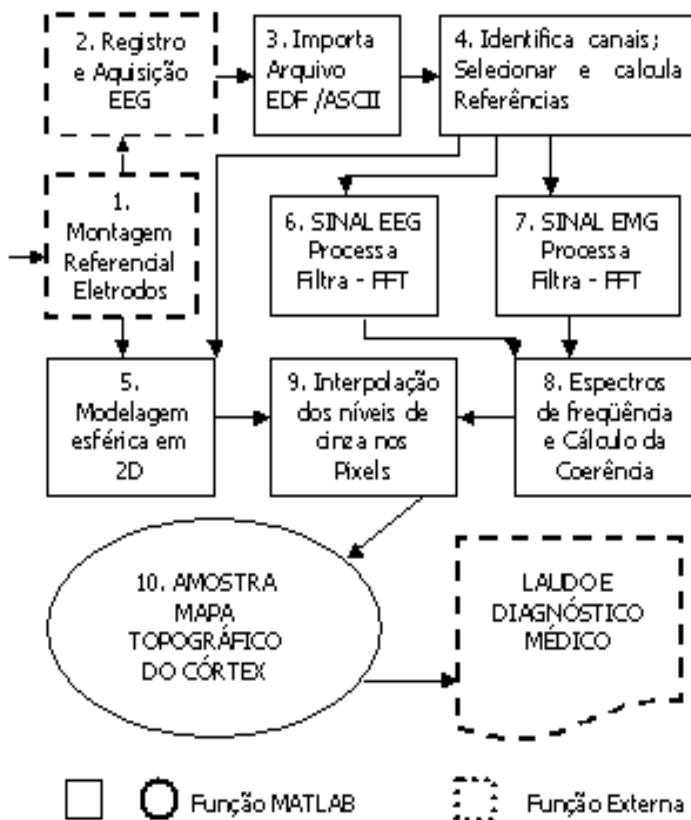 2. Registro
e Aquisição
EEG
3. Importa
Arquivo
EDF/ASCII
4. Identifica canais;
Selecionar e calcula
Referências
1.
Montagem
Referencial
Eletrodos
6. SINAL EEG
Processa
Filtra - FFT
7. SINAL EMG
Processa
Filtra - FFT
5.
Modelagem
esférica em
2D
9. Interpolação
dos níveis de
cinza nos
Pixels
8. Espectros
de freqüência
e Cálculo da
Coerência
10. AMOSTRA
MAPA
TOPOGRÁFICO
DO CÓRTEX
LAUDO E
DIAGNÓSTICO
MÉDICO
Função MATLAB
Função Externa